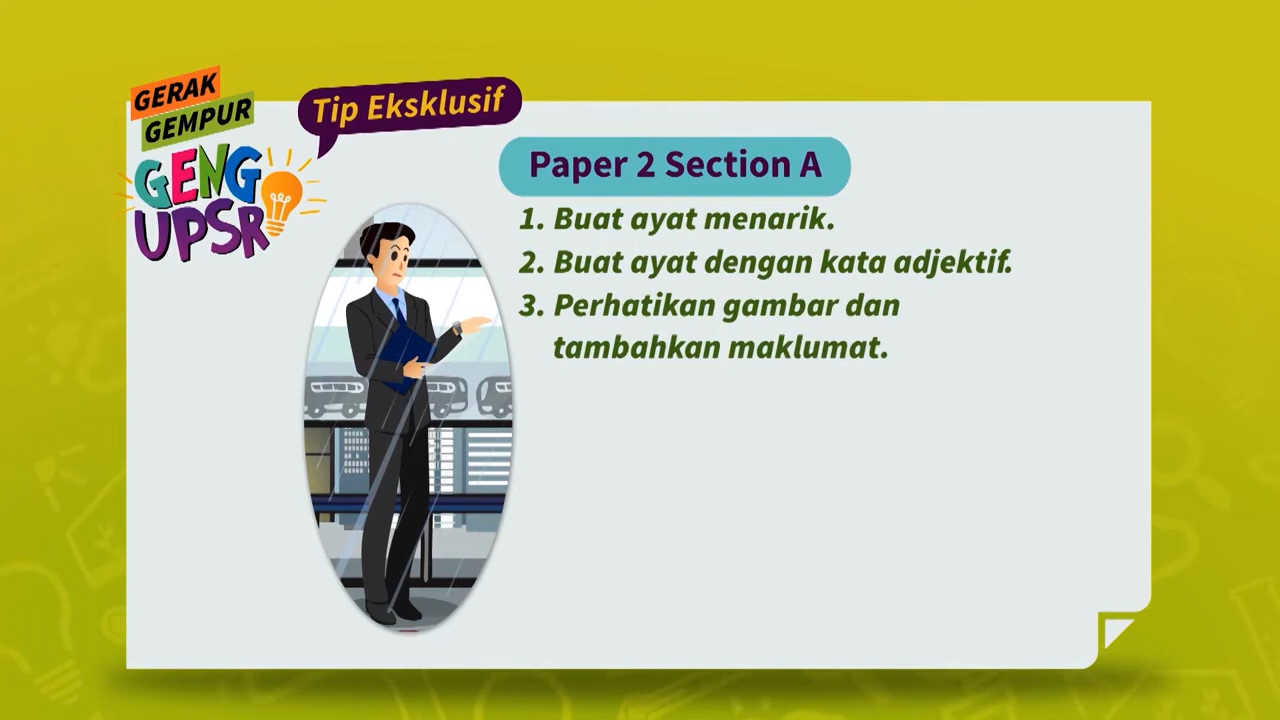 GERAK
GEMPUR
GENG
UPSR
Tip Eksklusif
Paper 2 Section A
1. Buat ayat menarik.
2. Buat ayat dengan kata adjektif.
3. Perhatikan gambar dan
tambahkan maklumat.